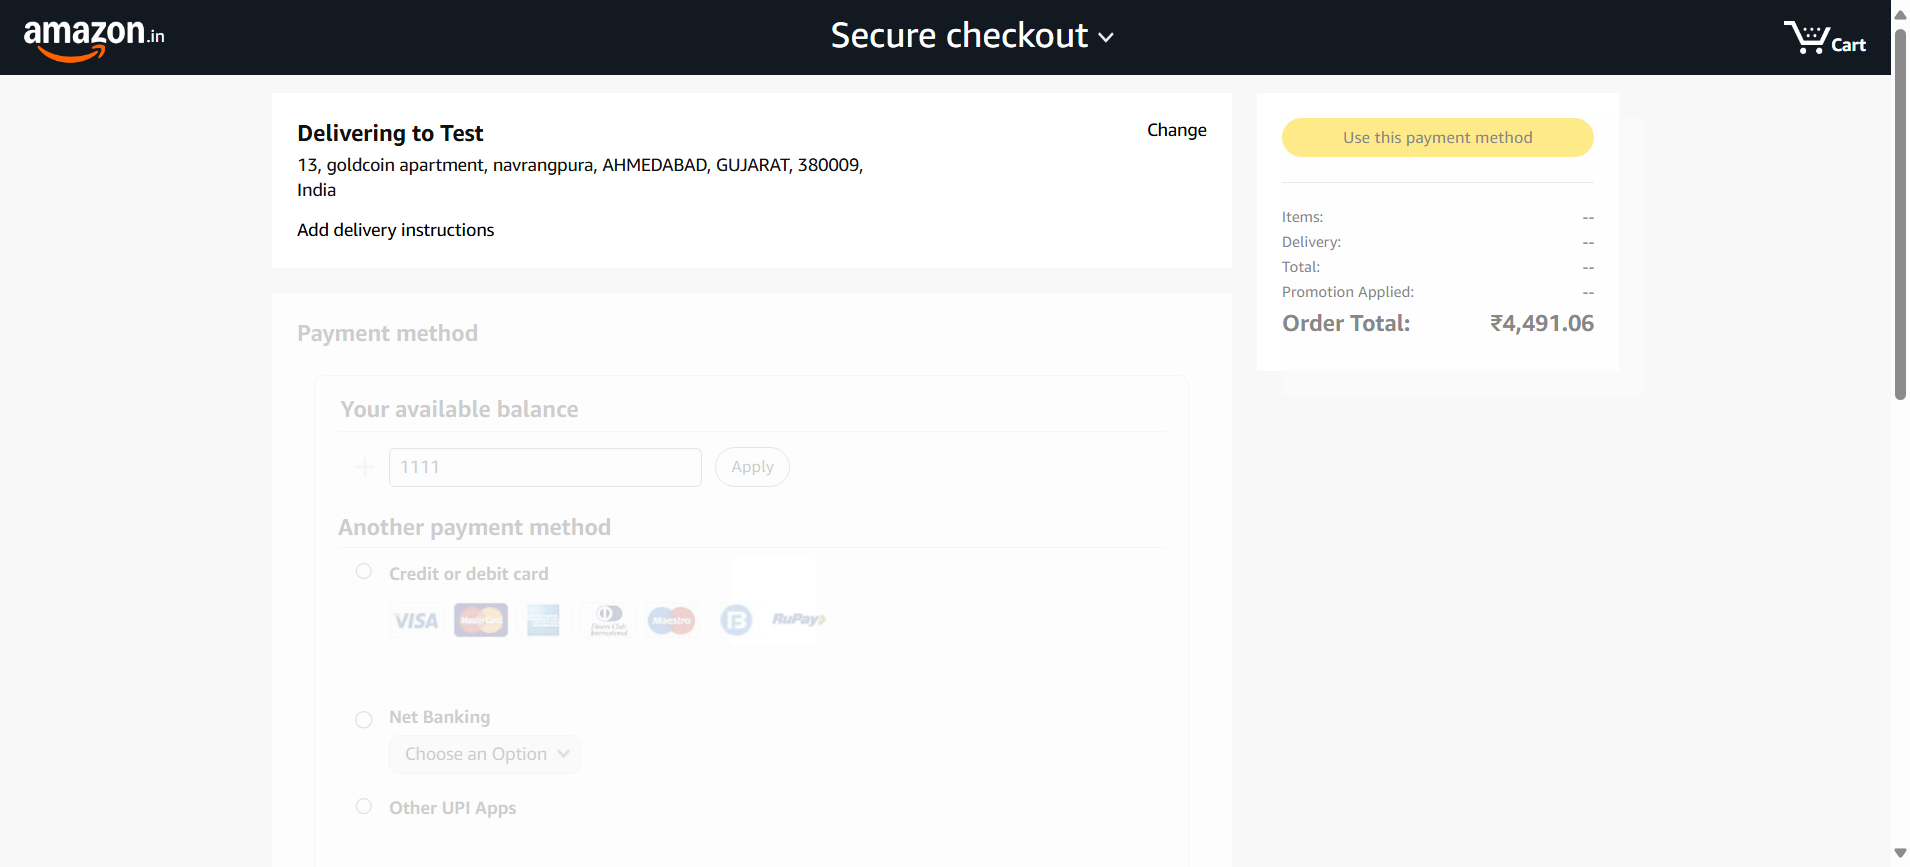 amazon.in
Secure checkout
Cart
Delivering to Test
Change
13, goldcoin apartment, navrangpura, AHMEDABAD, GUJARAT, 380009,
India
Add delivery instructions
Use this payment method
Items: --
Delivery: --
Total: --
Promotion Applied: --
Order Total: ₹4,491.06
Payment method
Your available balance
1111
Apply
Another payment method
Credit or debit card
VISA MasterCard Diners Club International Maestro B RuPay
Net Banking
Choose an Option
Other UPI Apps